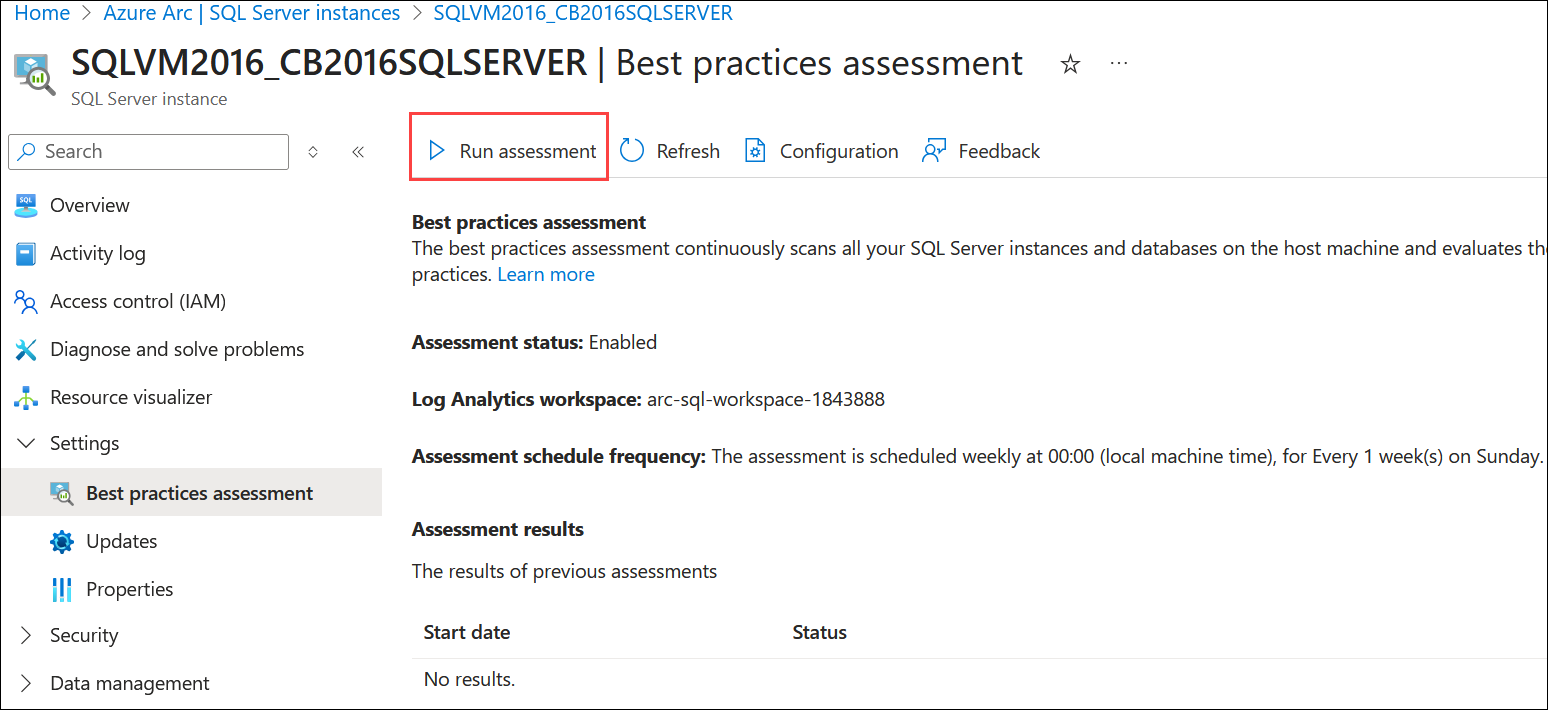 Home > Azure Arc | SQL Server instances > SQLVM2016_CB2016SQLSERVER
SQLVM2016_CB2016SQLSERVER | Best practices assessment
SQL Server instance
Search
Run assessment
Refresh
Configuration
Feedback
SQL
Overview
Activity log
Access control (IAM)
Diagnose and solve problems
Resource visualizer
Settings
Best practices assessment
Updates
Properties
Security
Data management
Best practices assessment
The best practices assessment continuously scans all your SQL Server instances and databases on the host machine and evaluates
practices. Learn more
Assessment status: Enabled
Log Analytics workspace: arc-sql-workspace-1843888
Assessment schedule frequency: The assessment is scheduled weekly at 00:00 (local machine time), for Every 1 week(s) on Sunday.
Assessment results
The results of previous assessments
Start date Status
No results.